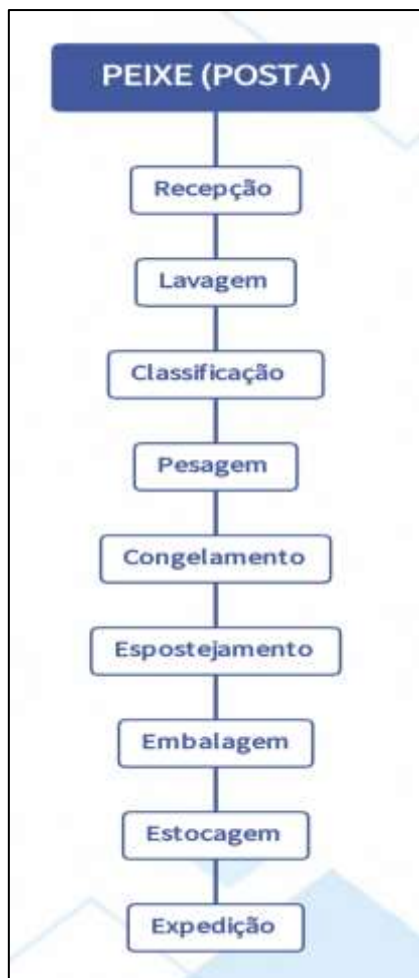 PEIXE (POSTA)
Recepção
Lavagem
Classificação
Pesagem
Congelamento
Espostejamento
Embalagem
Estocagem
Expedição